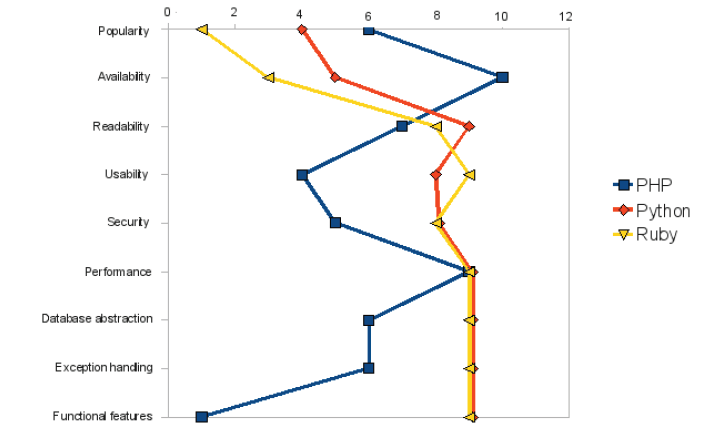 0 2 4 6 8 10 12
Popularity
Availability
Readability
Usability
Security
Performance
Database abstraction
Exception handling
Functional features
PHP
Python
Ruby